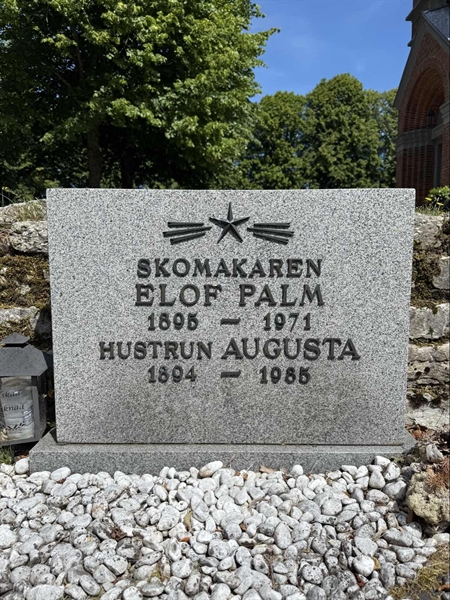 SKOMAKAREN
ELOF PALM
1895 — 1971
HUSTRUN AUGUSTA
1894 — 1985